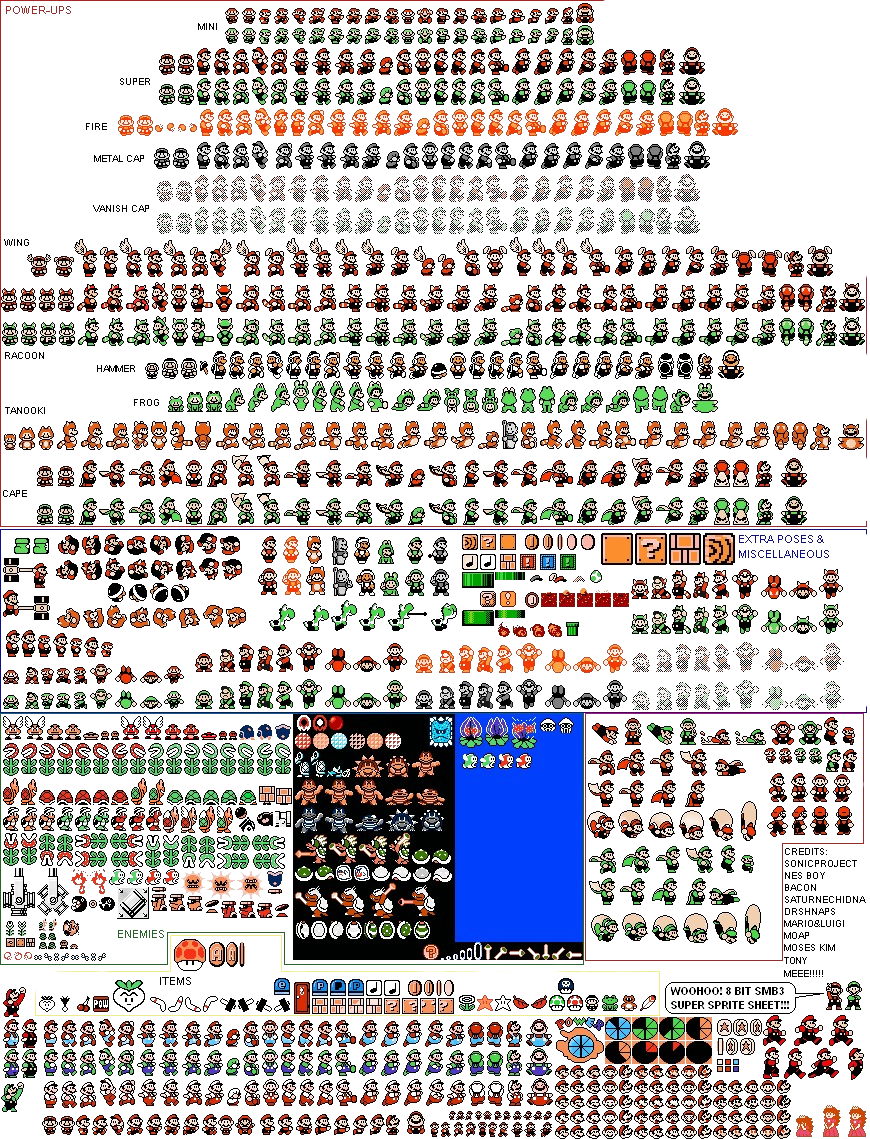 POWER-UPS
MINI
SUPER
FIRE
METAL CAP
VANISH CAP
WING
RACOON
HAMMER
FROG
TANOOKI
CAPE
EXTRA POSES &
MISCELLANEOUS
CREDITS:
SONICPROJECT
NES BOY
BACON
SATURNECHIDNA
DRSHNAPS
MARIO&LUIGI
MOAP
MOSES KIM
TONY
MEEE!!!!!
ENEMIES
ITEMS
POW
P P P
WOOHOO! 8 BIT SMB3
SUPER SPRITE SHEET!!!
POWER